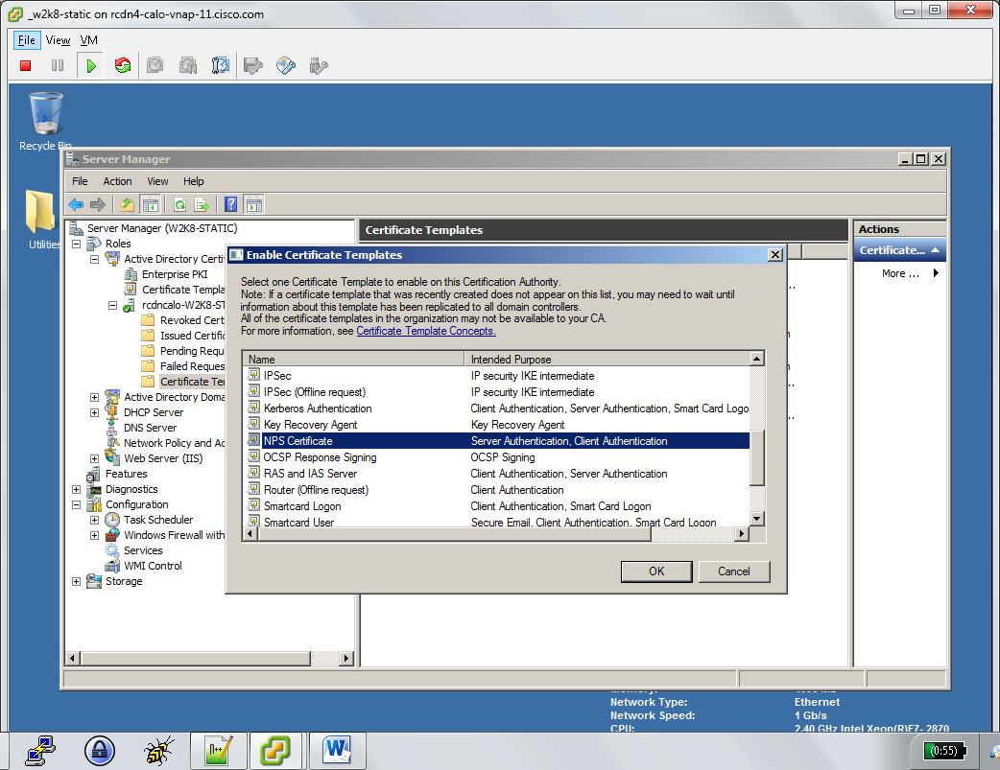 _w2k8-static on rcdn4-calo-vnap-11.cisco.com
File View VM
Recycle Bin
Utilities
Server Manager
File Action View Help
Server Manager (W2K8-STATIC)
Roles
Active Directory Certi
Enterprise PKI
Certificate Templa
rcdncalo-W2K8-ST
Revoked Cert
Issued Certific
Pending Requ
Failed Reques
Certificate Ter
Active Directory Doma
DHCP Server
DNS Server
Network Policy and Ac
Web Server (IIS)
Features
Diagnostics
Configuration
Task Scheduler
Windows Firewall with
Services
WMI Control
Storage
Certificate Templates
Actions
Certificate...
More ...
Enable Certificate Templates
Select one Certificate Template to enable on this Certification Authority.
Note: If a certificate template that was recently created does not appear on this list, you may need to wait until
information about this template has been replicated to all domain controllers.
All of the certificate templates in the organization may not be available to your CA.
For more information, see Certificate Template Concepts.
Name Intended Purpose
IPSec IP security IKE intermediate
IPSec (Offline request) IP security IKE intermediate
Kerberos Authentication Client Authentication, Server Authentication, Smart Card Logo
Key Recovery Agent Key Recovery Agent
NPS Certificate Server Authentication, Client Authentication
OCSP Response Signing OCSP Signing
RAS and IAS Server Client Authentication, Server Authentication
Router (Offline request) Client Authentication
Smartcard Logon Client Authentication, Smart Card Logon
Smartcard User Secure Email, Client Authentication, Smart Card Logon
OK Cancel
Network Type: Ethernet
Network Speed: 1 Gb/s
CPU: 2.40 GHz Intel Xeon(R)E7- 2870
(0:55)